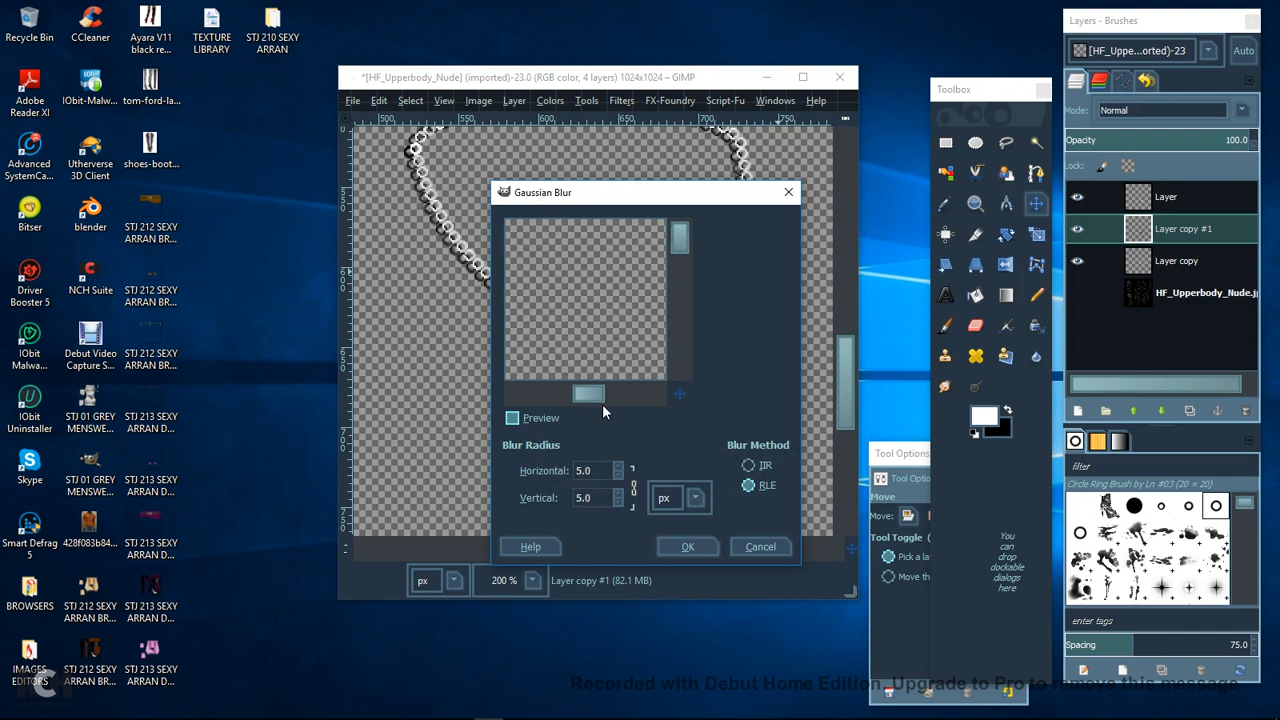 Recycle Bin
CCleaner
Ayara V11 black re...
TEXTURE LIBRARY
STJ 210 SEXY ARRAN
Adobe Reader XI
IObit-Malw...
tom-ford-la...
Advanced SystemCa...
Utherverse 3D Client
shoes-boot...
Bitser
blender
STJ 212 SEXY ARRAN BR...
Driver Booster 5
NCH Suite
STJ 212 SEXY ARRAN BR...
IObit Malwa...
Debut Video Capture S...
STJ 212 SEXY ARRAN BR...
IObit Uninstaller
STJ 01 GREY MENSWE...
STJ 212 SEXY ARRAN BR...
Skype
STJ 01 GREY MENSWE...
STJ 213 SEXY ARRAN D...
Smart Defrag 5
428f083b84...
STJ 213 SEXY ARRAN D...
BROWSERS
STJ 212 SEXY ARRAN BR...
STJ 213 SEXY ARRAN D...
IMAGES EDITORS
STJ 212 SEXY ARRAN BR...
STJ 213 SEXY ARRAN D...
*[HF_Upperbody_Nude] (imported)-23.0 (RGB color, 4 layers) 1024x1024 – GIMP
File Edit Select View Image Layer Colors Tools Filters FX-Foundry Script-Fu Windows Help
500 550 600 650 700 750
Gaussian Blur
Preview
Blur Radius
Horizontal: 5.0
Vertical: 5.0
px
Blur Method
IIR
RLE
Help OK Cancel
px 200 % Layer copy #1 (82.1 MB)
Toolbox
You
can
drop
dockable
dialogs
here
Tool Options
Tool Optio
Move
Move:
Tool Toggle (
Pick a la
Move th
Layers - Brushes
[HF_Uppe...orted)-23 Auto
Mode: Normal
Opacity 100.0
Lock:
Layer
Layer copy #1
Layer copy
HF_Upperbody_Nude.j
filter
Circle Ring Brush by Ln #03 (20 × 20)
enter tags
Spacing 75.0
Recorded with Debut Home Edition. Upgrade to Pro to remove this message